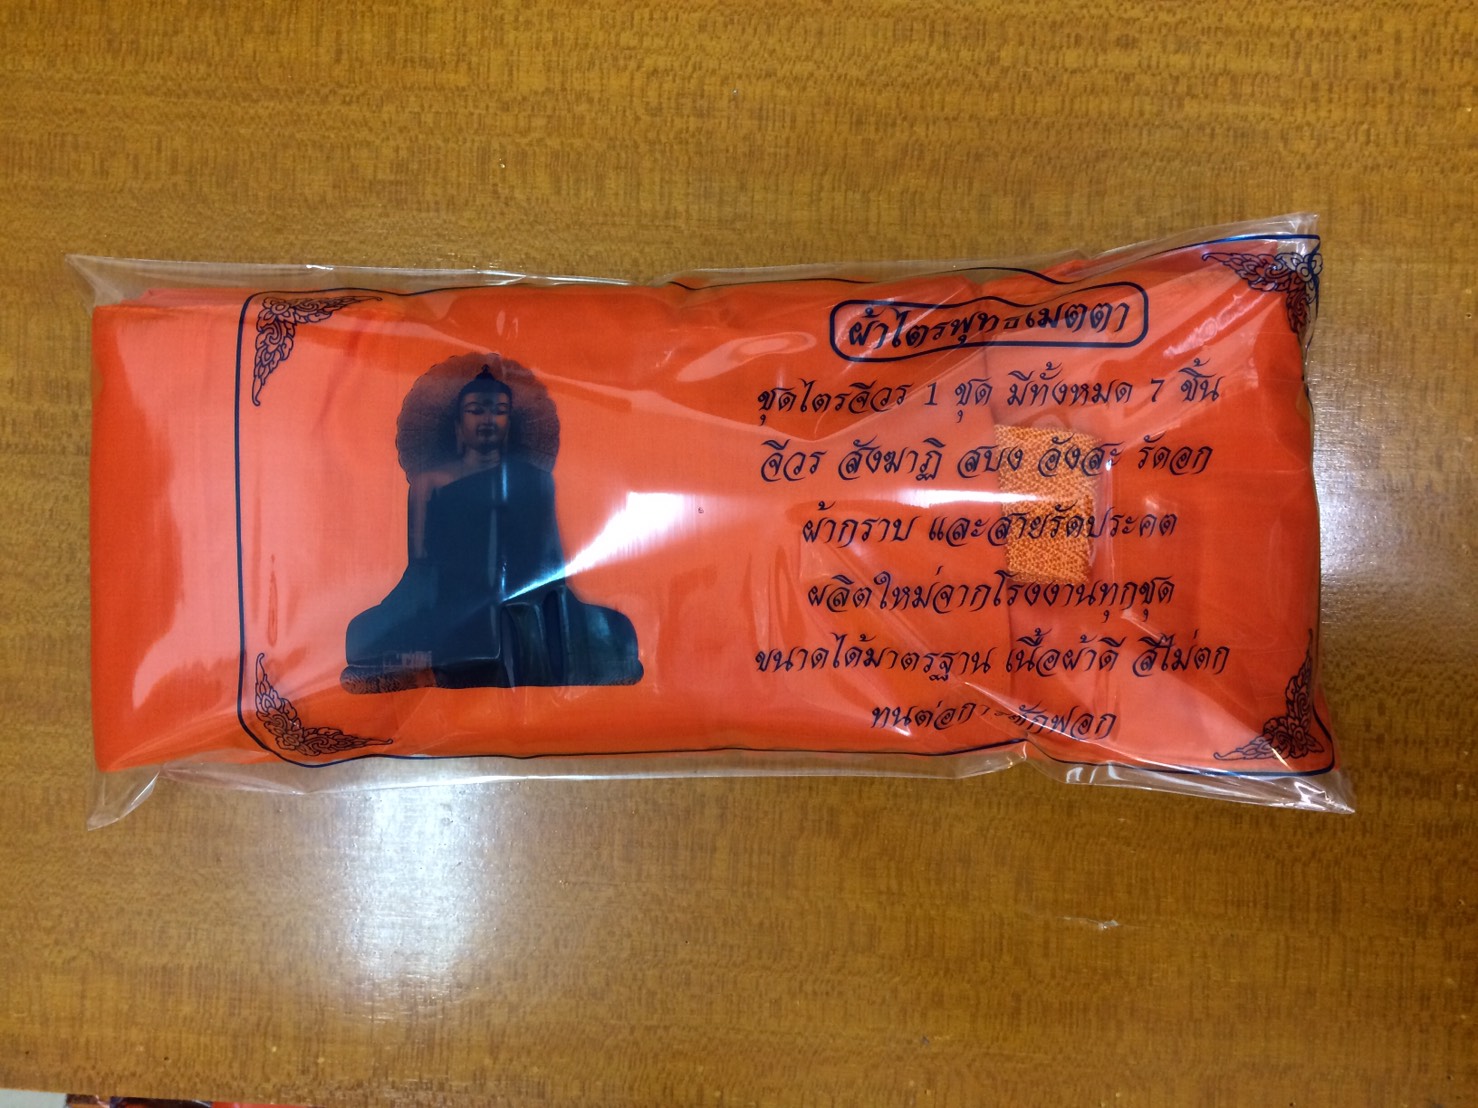 ผ้าไตรพุทธเมตตา
ชุดไตรจีวร 1 ชุด มีทั้งหมด 7 ชิ้น
จีวร สังฆาฏิ สบง อังสะ รัดอก
ผ้ากราบ และสายรัดประคต
ผลิตใหม่จากโรงงานทุกชุด
ขนาดได้มาตรฐาน เนื้อผ้าดี สีไม่ตก
ทนต่อการซักฟอก